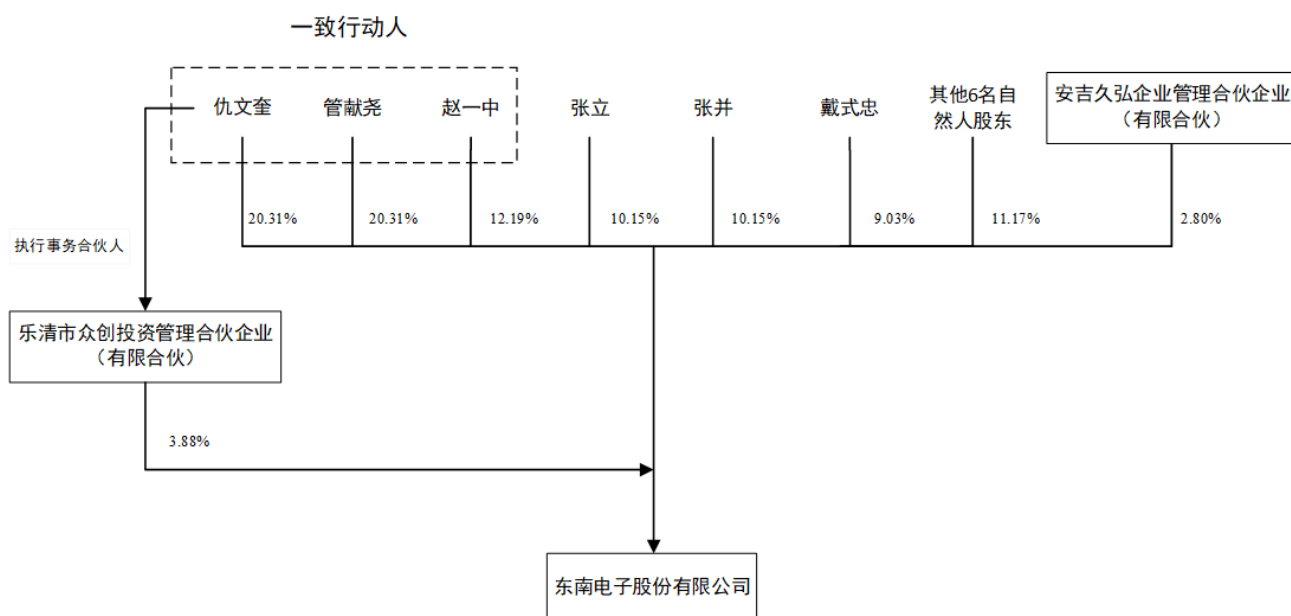 一致行动人
仇文奎
管献尧
赵一中
张立
张并
戴式忠
其他6名自
然人股东
安吉久弘企业管理合伙企业
（有限合伙）
20.31%
20.31%
12.19%
10.15%
10.15%
9.03%
11.17%
2.80%
执行事务合伙人
乐清市众创投资管理合伙企业
（有限合伙）
3.88%
东南电子股份有限公司